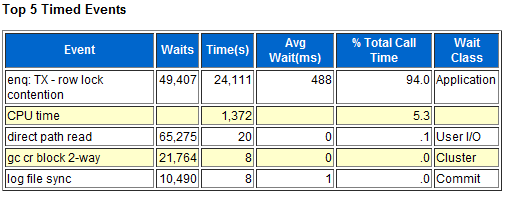 Top 5 Timed Events
Event Waits Time(s) Avg Wait(ms) % Total Call Time Wait Class
enq: TX - row lock contention 49,407 24,111 488 94.0 Application
CPU time 1,372 5.3
direct path read 65,275 20 0 .1 User I/O
gc cr block 2-way 21,764 8 0 .0 Cluster
log file sync 10,490 8 1 .0 Commit